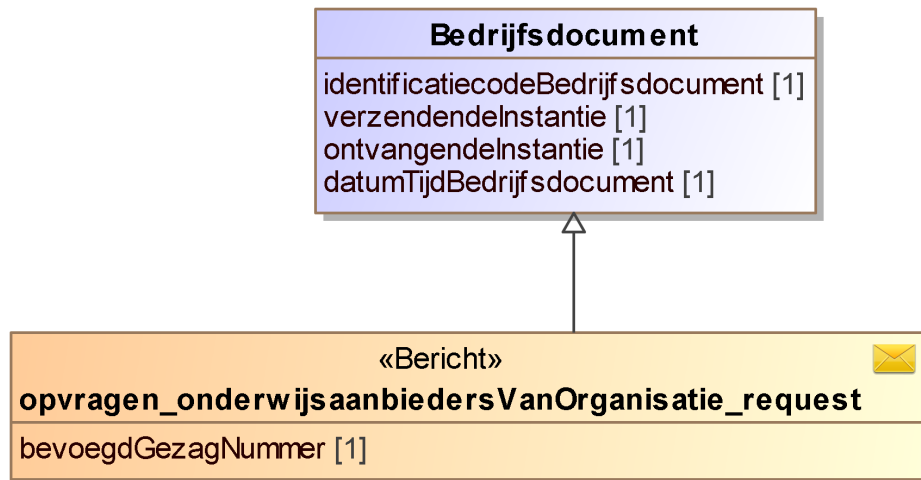 Bedrijfsdocument
identificatiecodeBedrijfsdocument [1]
verzendendeInstantie [1]
ontvangendeInstantie [1]
datumTijdBedrijfsdocument [1]
«Bericht»
opvragen_onderwijsaanbiedersVanOrganisatie_request
bevoegdGezagNummer [1]